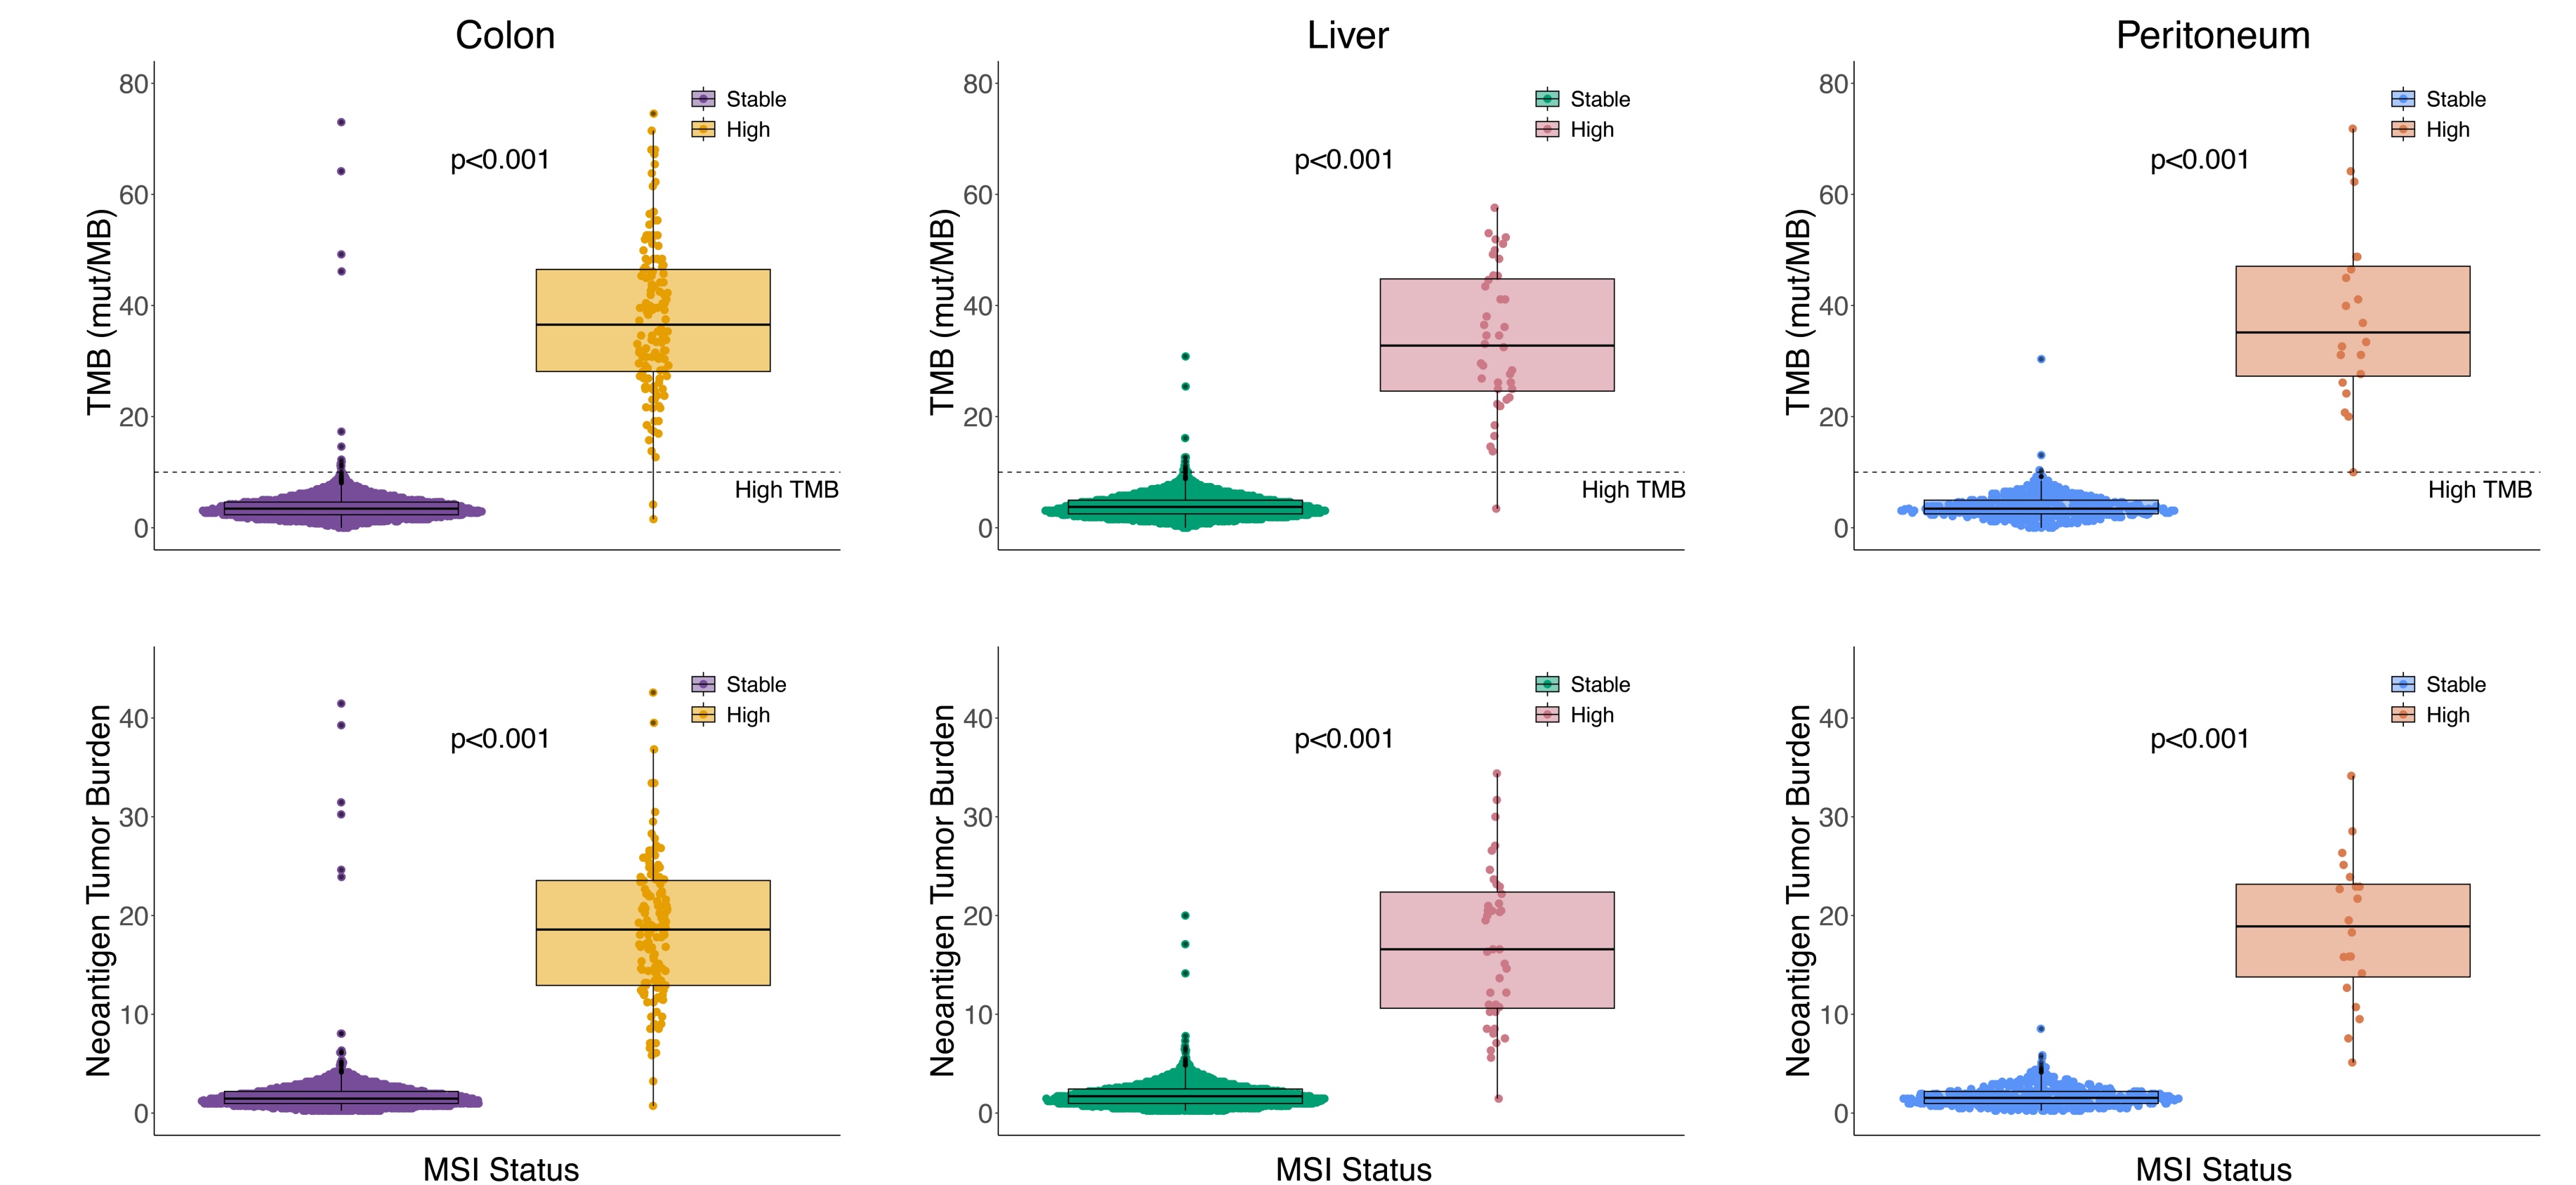 Colon
80
60
40
20
0
TMB (mut/MB)
p<0.001
Stable
High
High TMB
Liver
80
60
40
20
0
TMB (mut/MB)
p<0.001
Stable
High
High TMB
Peritoneum
80
60
40
20
0
TMB (mut/MB)
p<0.001
Stable
High
High TMB
40
30
20
10
0
Neoantigen Tumor Burden
p<0.001
Stable
High
MSI Status
40
30
20
10
0
Neoantigen Tumor Burden
p<0.001
Stable
High
MSI Status
40
30
20
10
0
Neoantigen Tumor Burden
p<0.001
Stable
High
MSI Status